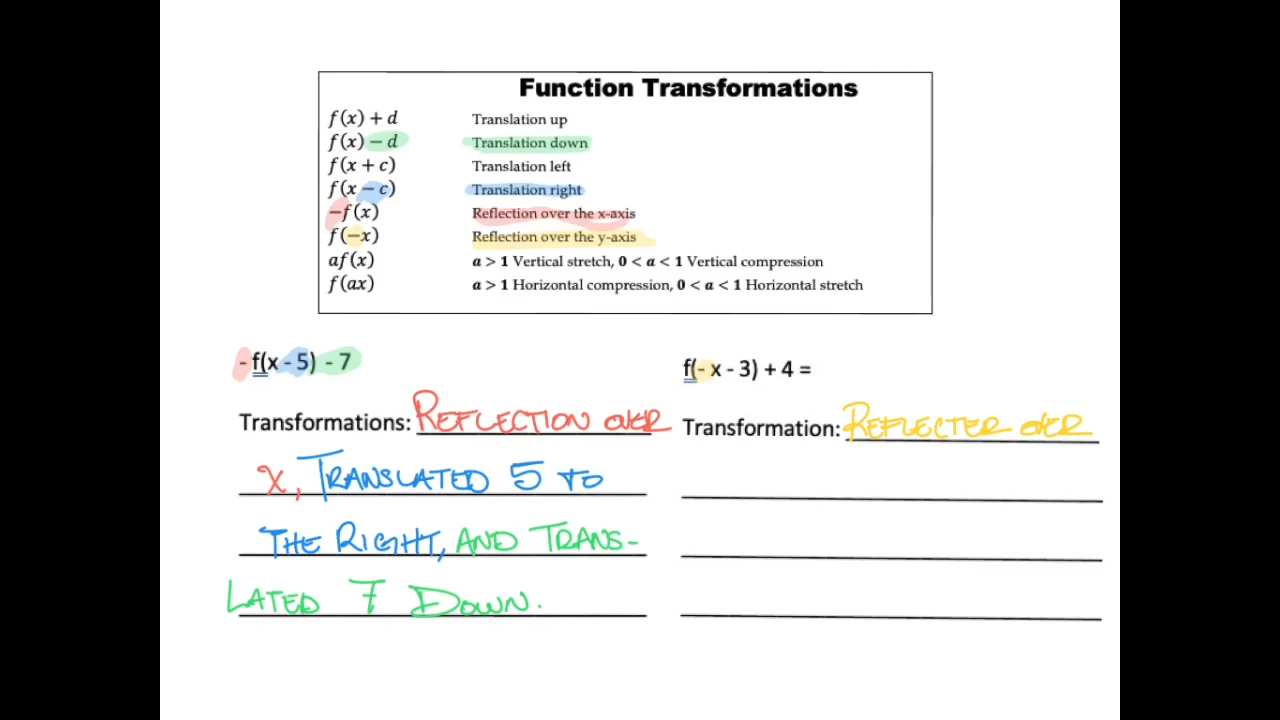 Function Transformations
f(x) + d Translation up
f(x) − d Translation down
f(x + c) Translation left
f(x − c) Translation right
−f(x) Reflection over the x-axis
f(−x) Reflection over the y-axis
af(x) a > 1 Vertical stretch, 0 < a < 1 Vertical compression
f(ax) a > 1 Horizontal compression, 0 < a < 1 Horizontal stretch
- f(x - 5) - 7
Transformations: REFLECTION OVER
X, TRANSLATED 5 TO
THE RIGHT, AND TRANS-
LATED 7 DOWN.
f(- x - 3) + 4 =
Transformation: REFLECTED OVER